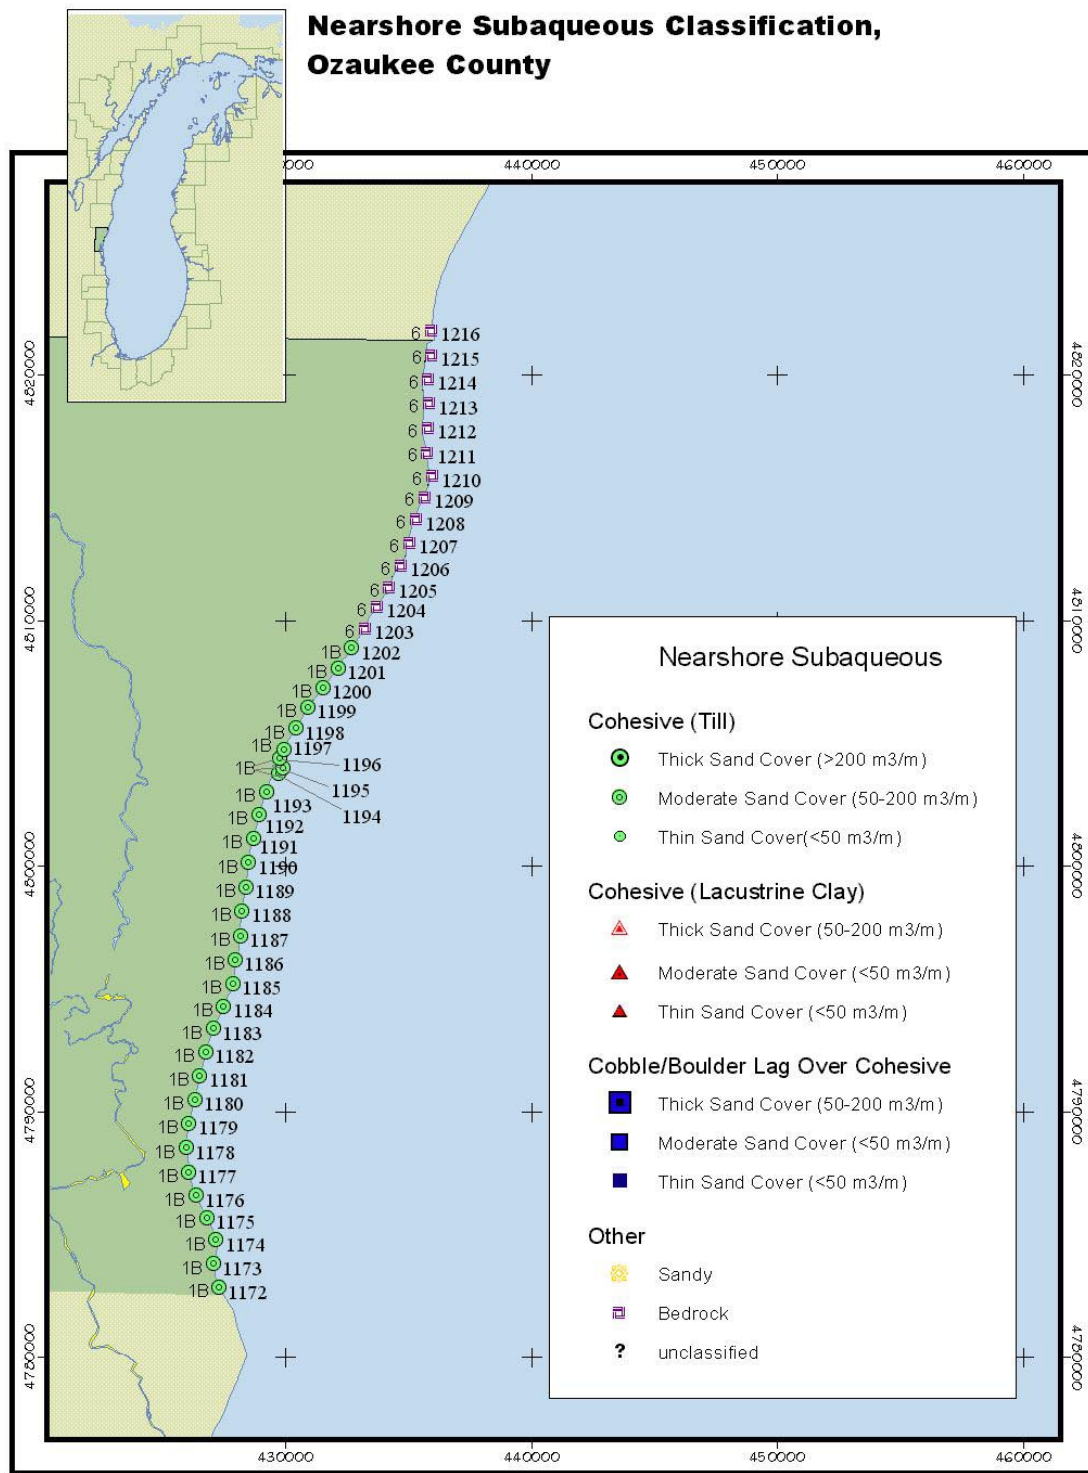 Nearshore Subaqueous Classification,
Ozaukee County
440000 450000 460000
4820000 4820000
4810000 4810000
4800000 4800000
4790000 4790000
4780000 4780000
6 1216
6 1215
6 1214
6 1213
6 1212
6 1211
6 1210
6 1209
6 1208
6 1207
6 1206
6 1205
6 1204
6 1203
1B 1202
1B 1201
1B 1200
1B 1199
1B 1198
1B 1197
1B 1196
1195
1194
1B 1193
1B 1192
1B 1191
1B 1190
1B 1189
1B 1188
1B 1187
1B 1186
1B 1185
1B 1184
1B 1183
1B 1182
1B 1181
1B 1180
1B 1179
1B 1178
1B 1177
1B 1176
1B 1175
1B 1174
1B 1173
1B 1172
Nearshore Subaqueous
Cohesive (Till)
Thick Sand Cover (>200 m3/m)
Moderate Sand Cover (50-200 m3/m)
Thin Sand Cover(<50 m3/m)
Cohesive (Lacustrine Clay)
Thick Sand Cover (50-200 m3/m)
Moderate Sand Cover (<50 m3/m)
Thin Sand Cover (<50 m3/m)
Cobble/Boulder Lag Over Cohesive
Thick Sand Cover (50-200 m3/m)
Moderate Sand Cover (<50 m3/m)
Thin Sand Cover (<50 m3/m)
Other
Sandy
Bedrock
? unclassified
430000 440000 450000 460000